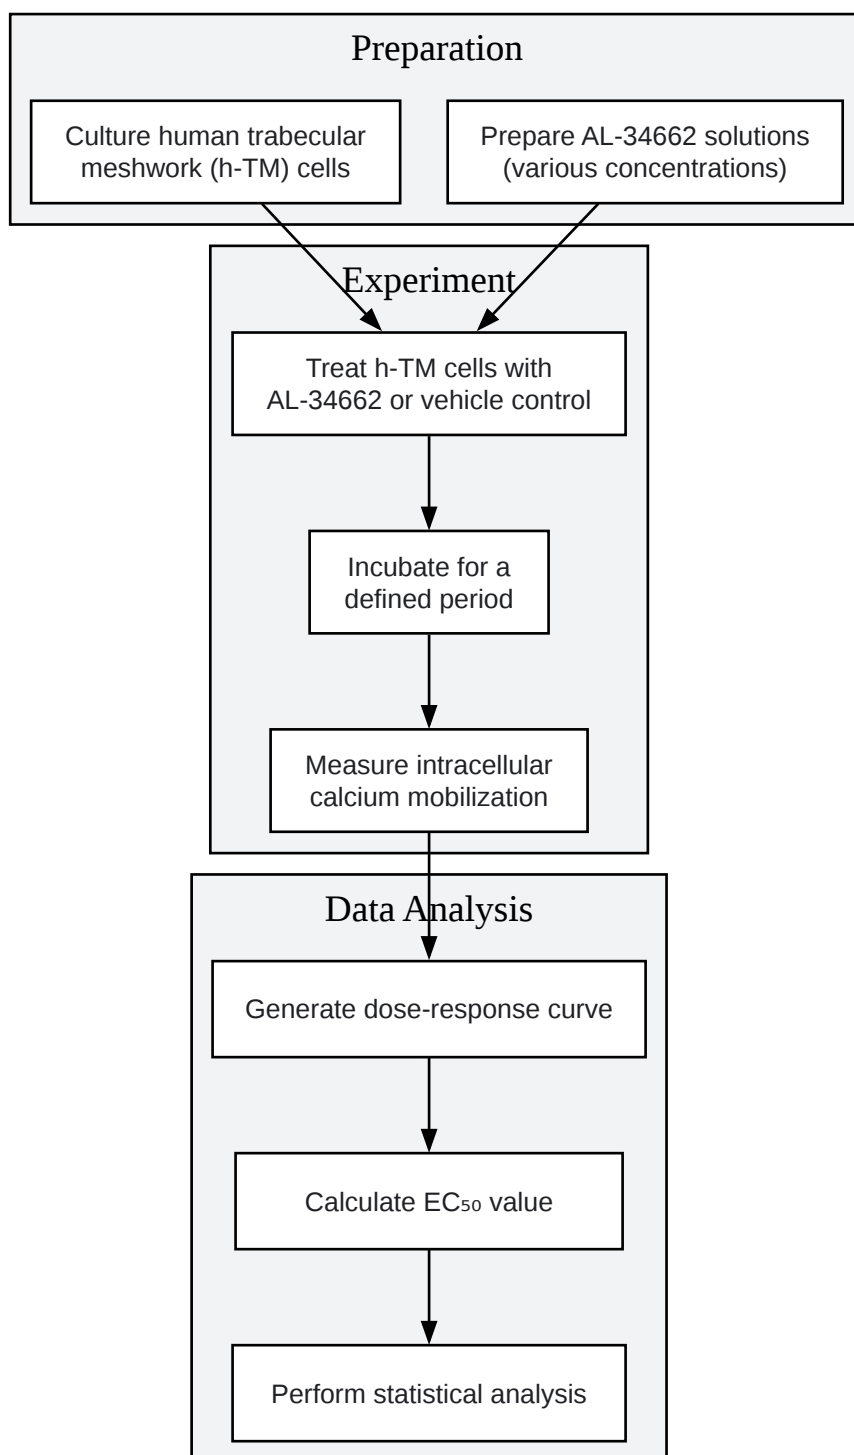 Preparation
Culture human trabecular
meshwork (h-TM) cells
Prepare AL-34662 solutions
(various concentrations)
Experiment
Treat h-TM cells with
AL-34662 or vehicle control
Incubate for a
defined period
Measure intracellular
calcium mobilization
Data Analysis
Generate dose-response curve
Calculate EC₅₀ value
Perform statistical analysis